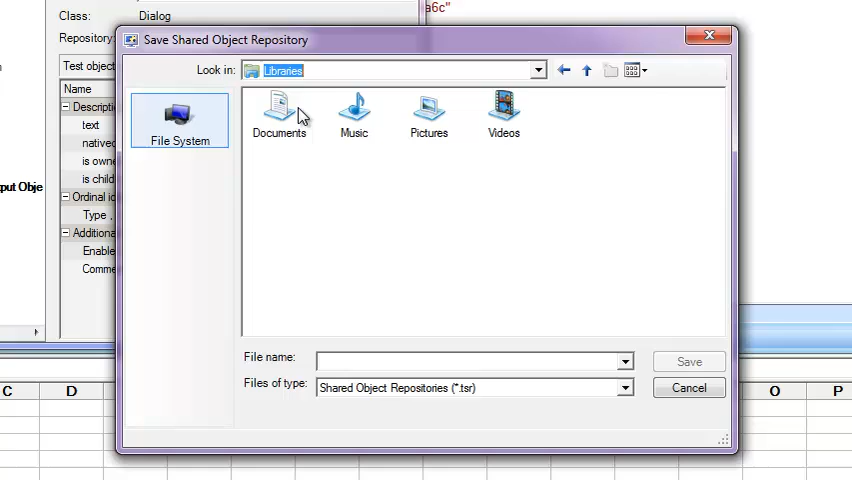 Class: Dialog
a6c"
Repository:
Save Shared Object Repository
Look in: Libraries
Test object
Name
Descripti
text
nativec
is owne
is child
Ordinal id
Type ,
Additiona
Enable
Comme
put Obje
File System
Documents Music Pictures Videos
File name: Save
Files of type: Shared Object Repositories (*.tsr) Cancel
C D O P